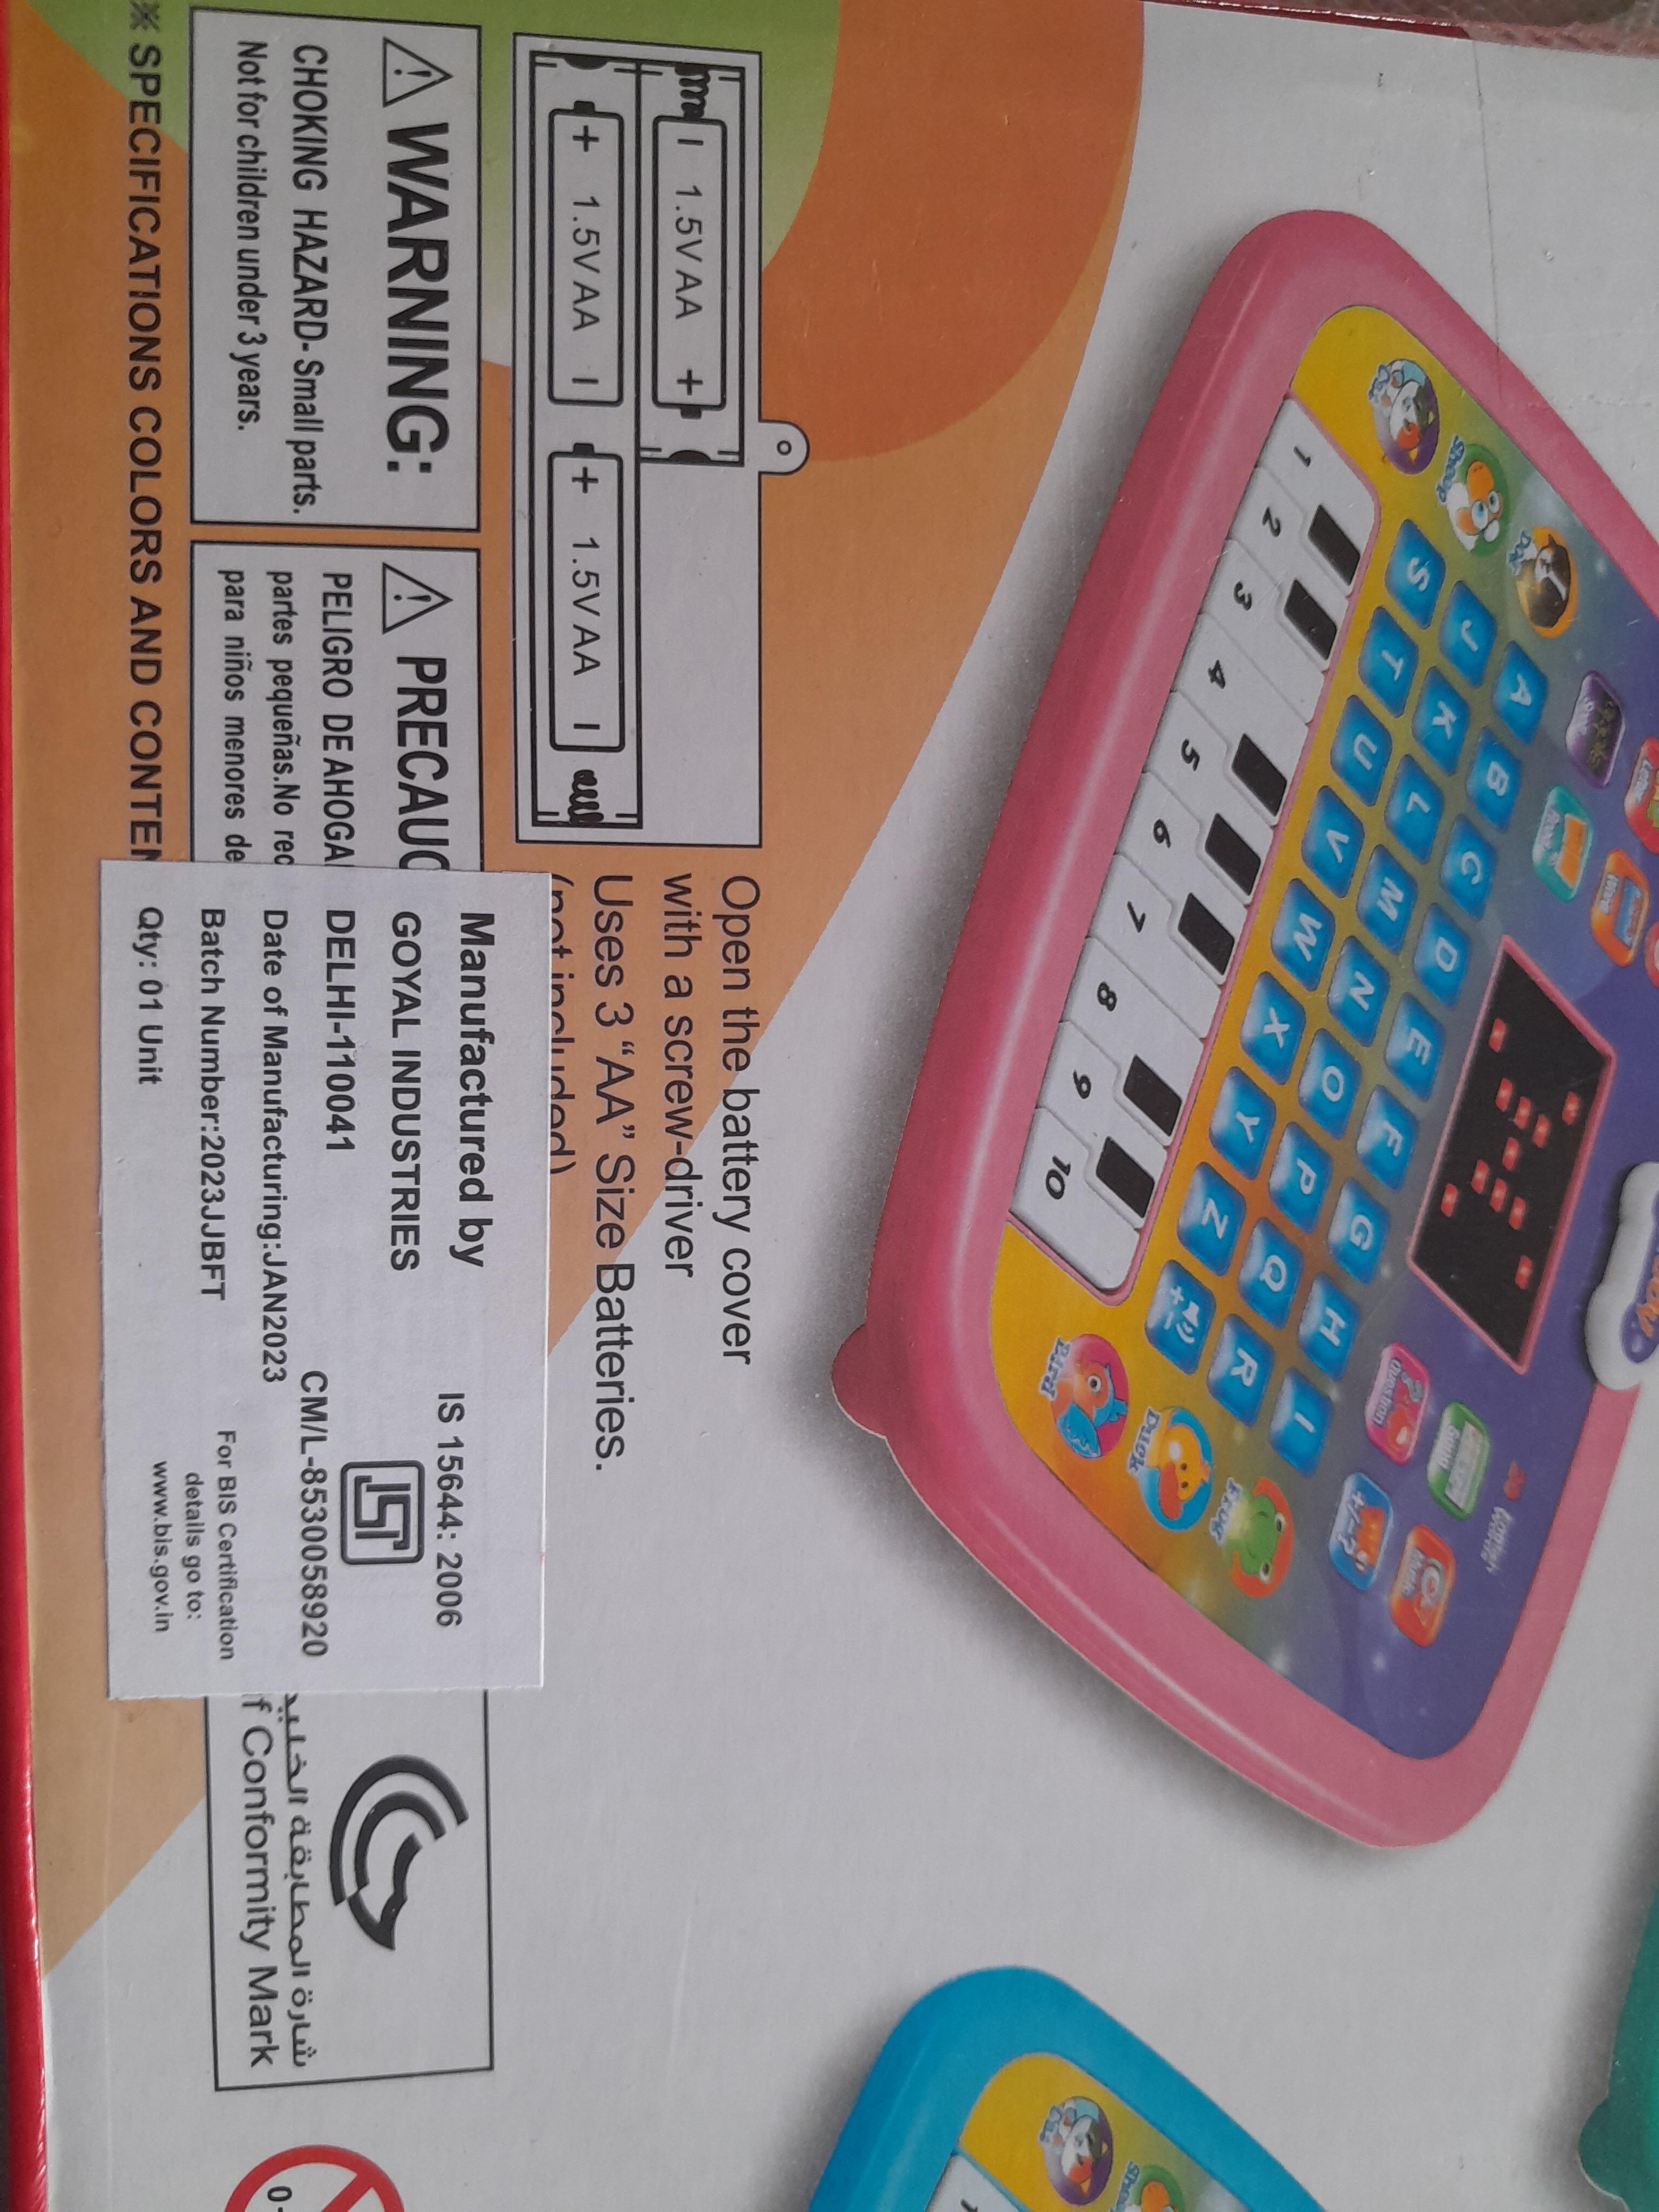 Open the battery cover
with a screw-driver
Uses 3 “AA” Size Batteries.
(not included)
1.5V AA
1.5V AA
1.5V AA
WARNING:
CHOKING HAZARD-Small parts.
Not for children under 3 years.
PRECAUC
PELIGRO DE AHOGA
partes pequeñas.No rec
para niños menores de
※ SPECIFICATIONS COLORS AND CONTEN
Manufactured by
GOYAL INDUSTRIES
DELHI-110041
Date of Manufacturing:JAN2023
Batch Number:2023JJBFT
Qty: 01 Unit
IS 15644: 2006
CM/L-8530058920
For BIS Certification
details go to:
www.bis.gov.in
شارة المطابقة الخليج
f Conformity Mark
A B C D E F G H I
J K L M N O P Q R
S T U V W X Y Z
1 2 3 4 5 6 7 8 9 10
Sheep
Bird
Duck
Frog
Question